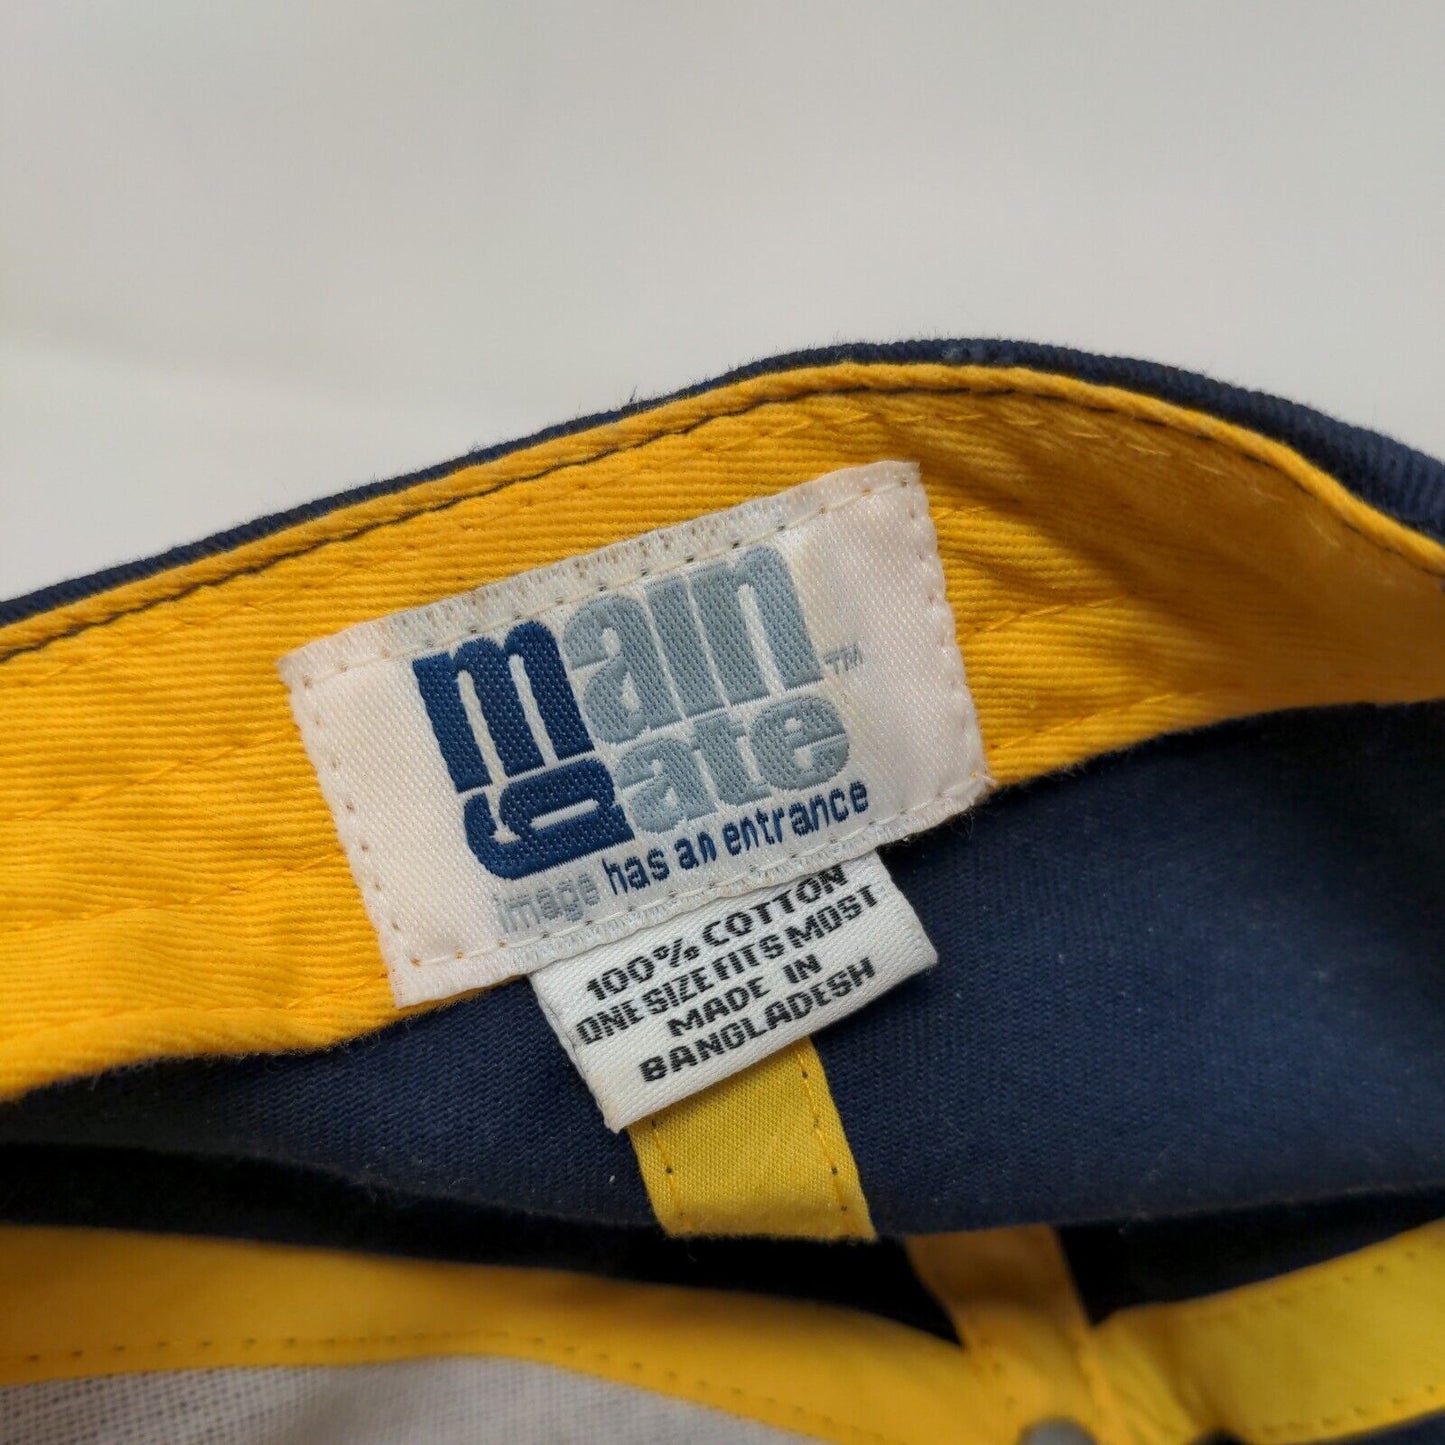 main
gate
TM
image has an entrance
100% COTTON
ONE SIZE FITS MOST
MADE IN
BANGLADESH